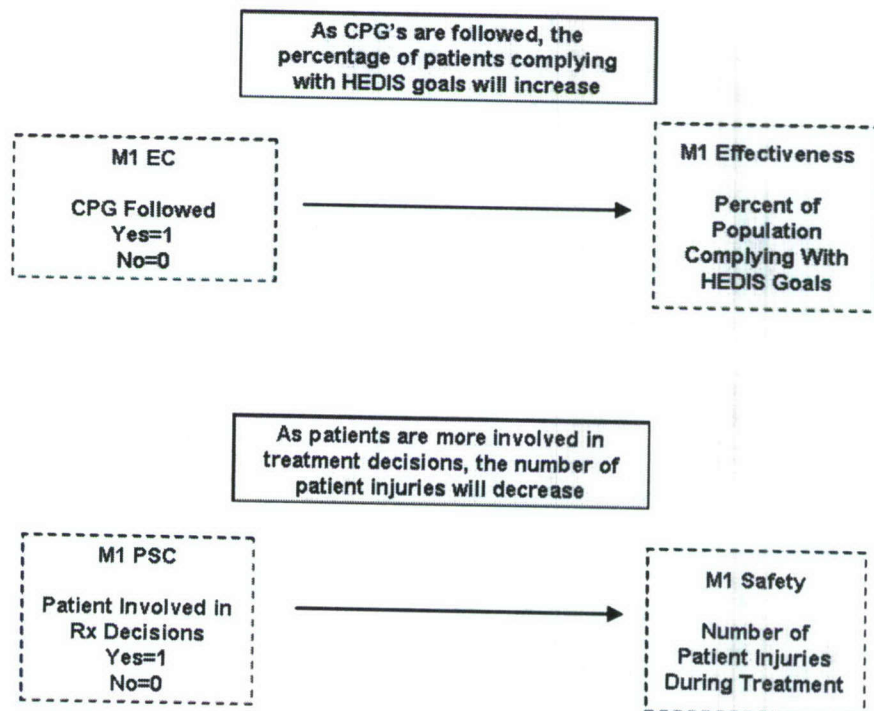 As CPG's are followed, the
percentage of patients complying
with HEDIS goals will increase
M1 EC
CPG Followed
Yes=1
No=0
M1 Effectiveness
Percent of
Population
Complying With
HEDIS Goals
As patients are more involved in
treatment decisions, the number of
patient injuries will decrease
M1 PSC
Patient Involved in
Rx Decisions
Yes=1
No=0
M1 Safety
Number of
Patient Injuries
During Treatment